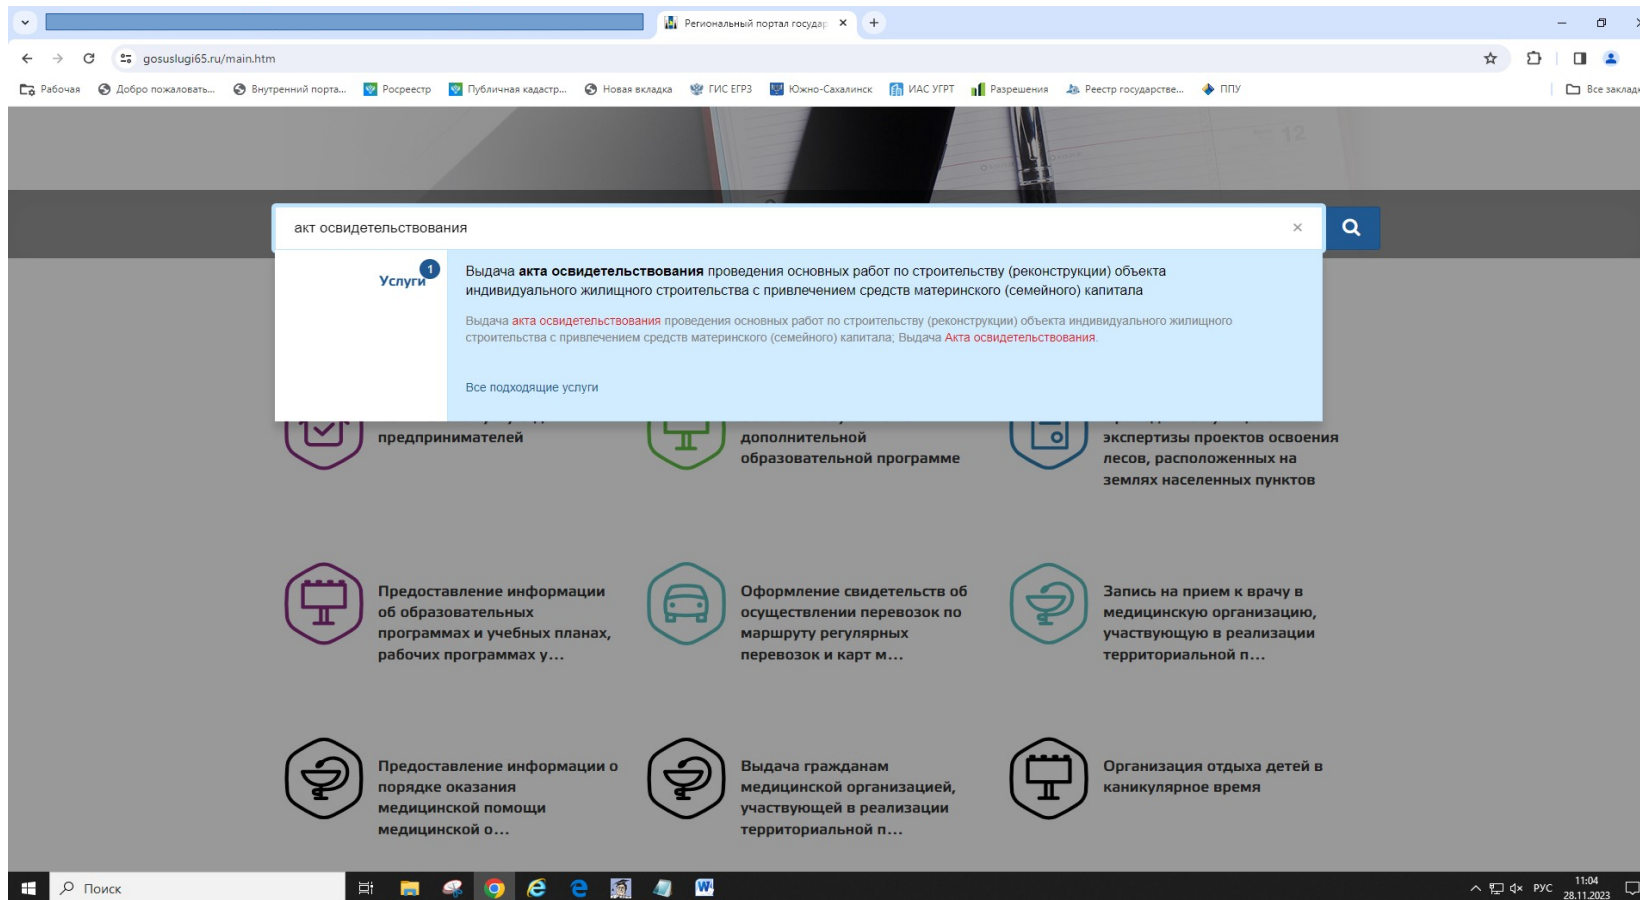 Региональный портал государ
gosuslugi65.ru/main.htm
Рабочая Добро пожаловать... Внутренний порта... Росреестр Публичная кадастр... Новая вкладка ГИС ЕГРЗ Южно-Сахалинск ИАС УГРТ Разрешения Реестр государстве... ППУ Все закладк
12
акт освидетельствования
Услуги 1
Выдача акта освидетельствования проведения основных работ по строительству (реконструкции) объекта
индивидуального жилищного строительства с привлечением средств материнского (семейного) капитала
Выдача акта освидетельствования проведения основных работ по строительству (реконструкции) объекта индивидуального жилищного
строительства с привлечением средств материнского (семейного) капитала; Выдача Акта освидетельствования.
Все подходящие услуги
предпринимателей
дополнительной
образовательной программе
экспертизы проектов освоения
лесов, расположенных на
землях населенных пунктов
Предоставление информации
об образовательных
программах и учебных планах,
рабочих программах у...
Оформление свидетельств об
осуществлении перевозок по
маршруту регулярных
перевозок и карт м...
Запись на прием к врачу в
медицинскую организацию,
участвующую в реализации
территориальной п...
Предоставление информации о
порядке оказания
медицинской помощи
медицинской о...
Выдача гражданам
медицинской организацией,
участвующей в реализации
территориальной п...
Организация отдыха детей в
каникулярное время
Поиск
РУС
11:04
28.11.2023